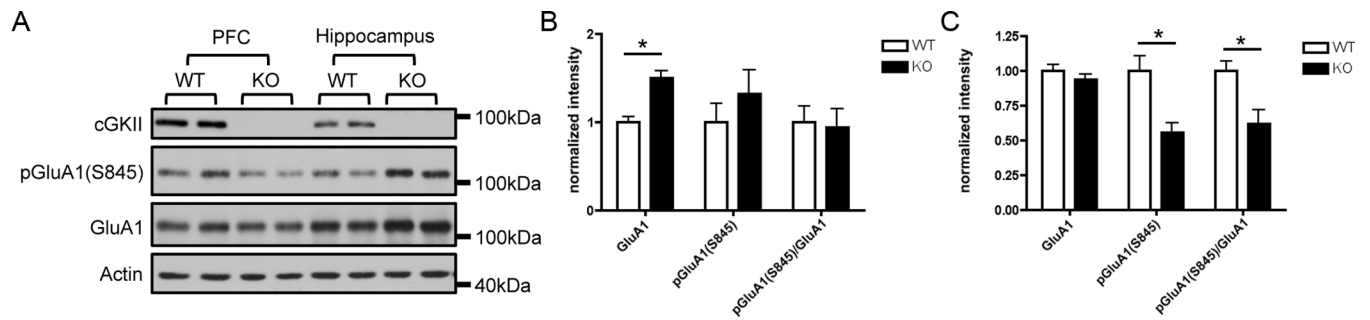 A
PFC
Hippocampus
WT
KO
WT
KO
cGKII
100kDa
pGluA1(S845)
100kDa
GluA1
100kDa
Actin
40kDa
B
normalized intensity
2
1
0
*
WT
KO
GluA1
pGluA1(S845)
pGluA1(S845)/GluA1
C
normalized intensity
1.25
1.00
0.75
0.50
0.25
0.00
*
*
WT
KO
GluA1
pGluA1(S845)
pGluA1(S845)/GluA1